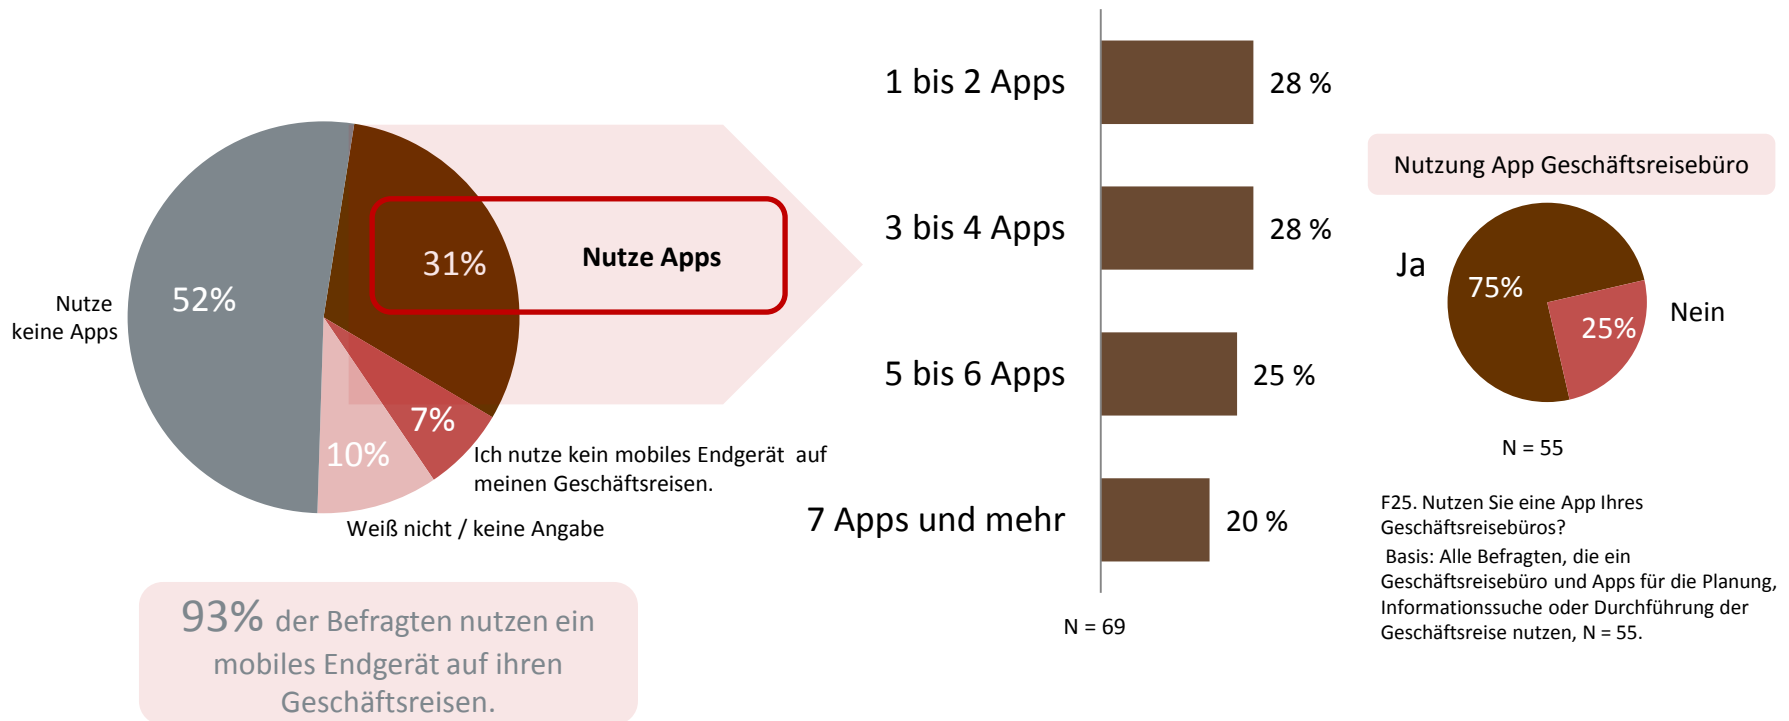 Nutze
keine Apps
52%
31%
Nutze Apps
7%
10%
Ich nutze kein mobiles Endgerät auf
meinen Geschäftsreisen.
Weiß nicht / keine Angabe
93% der Befragten nutzen ein
mobiles Endgerät auf ihren
Geschäftsreisen.
1 bis 2 Apps
28 %
3 bis 4 Apps
28 %
5 bis 6 Apps
25 %
7 Apps und mehr
20 %
N = 69
Nutzung App Geschäftsreisebüro
Ja
75%
25%
Nein
N = 55
F25. Nutzen Sie eine App Ihres
Geschäftsreisebüros?
Basis: Alle Befragten, die ein
Geschäftsreisebüro und Apps für die Planung,
Informationssuche oder Durchführung der
Geschäftsreise nutzen, N = 55.